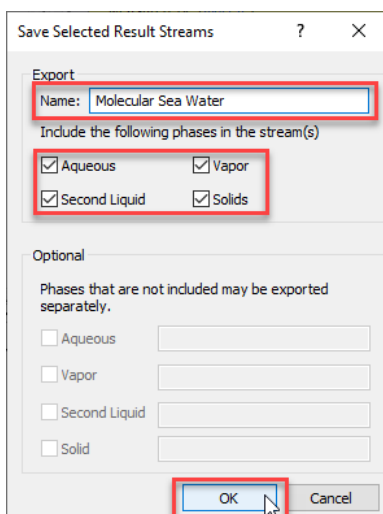 Save Selected Result Streams ? X
Export
Name: Molecular Sea Water
Include the following phases in the stream(s)
Aqueous Vapor
Second Liquid Solids
Optional
Phases that are not included may be exported
separately.
Aqueous
Vapor
Second Liquid
Solid
OK Cancel